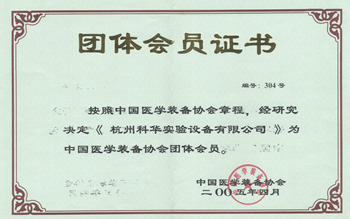 团体会员证书
编号：304号
按照中国医学装备协会章程，经研究
决定《 杭州科华实验设备有限公司 》为
中国医学装备协会团体会员。
中国医学装备协会
二00五年四月